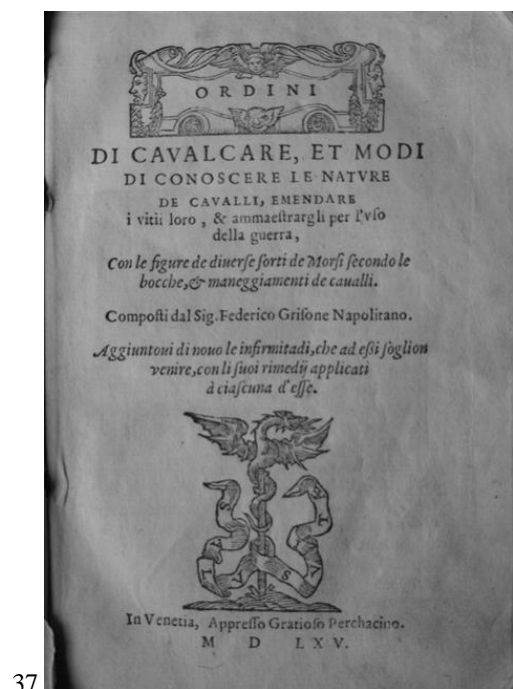 ORDINI
DI CAVALCARE, ET MODI
DI CONOSCERE LE NATVRE
DE CAVALLI, EMENDARE
i vitii loro, & ammaeſtrargli per l'vſo
della guerra,
Con le figure de diuerſe ſorti de Morſi ſecondo le
bocche, & maneggiamenti de caualli.
Compoſti dal Sig. Federico Griſone Napolitano.
Aggiuntoui di nouo le infirmitadi, che ad eſsi ſoglion
venire, con li ſuoi rimedij applicati
à ciaſcuna d'eſſe.
In Venetia, Appreſſo Gratioſo Perchacino.
M D LXV.
37